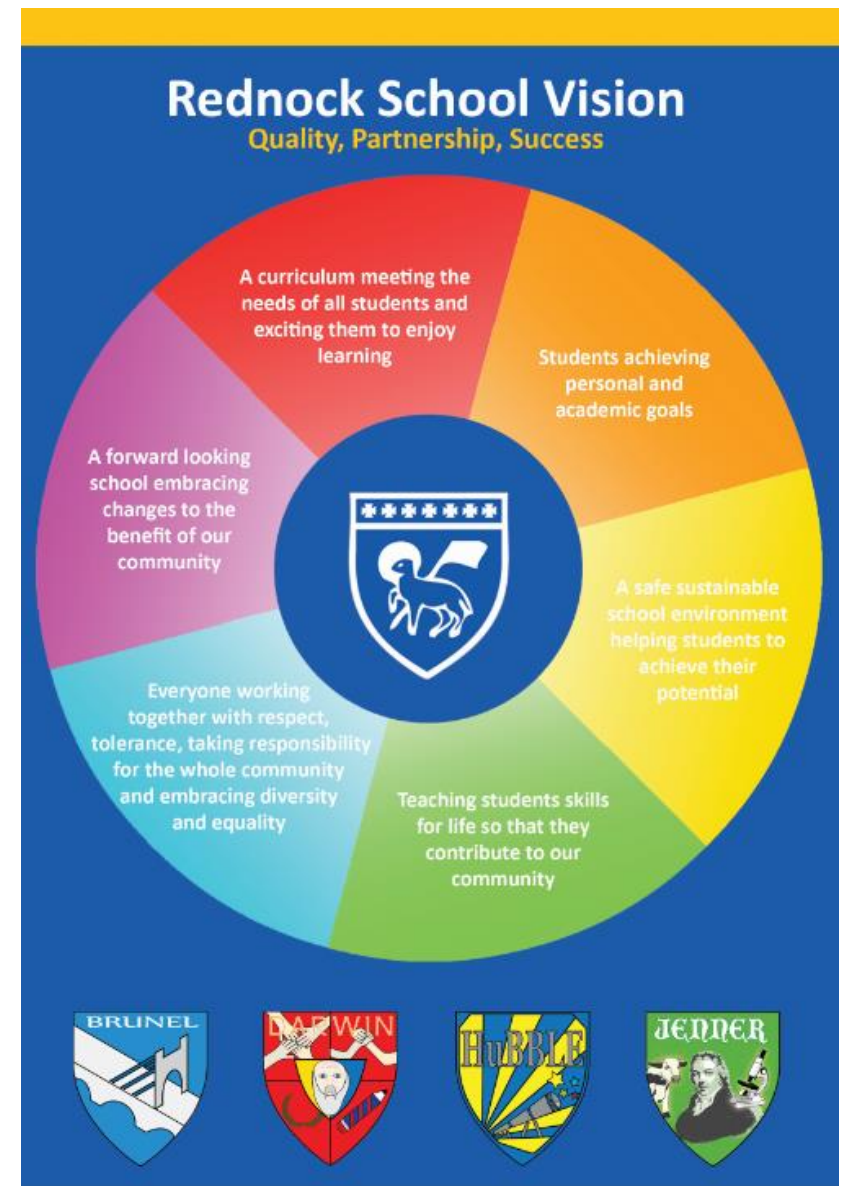 Rednock School Vision
Quality, Partnership, Success
A curriculum meeting the
needs of all students and
exciting them to enjoy
learning
Students achieving
personal and
academic goals
A safe sustainable
school environment
helping students to
achieve their
potential
Teaching students skills
for life so that they
contribute to our
community
Everyone working
together with respect,
tolerance, taking responsibility
for the whole community
and embracing diversity
and equality
A forward looking
school embracing
changes to the
benefit of our
community
BRUNEL
DARWIN
HuBBLE
JENNER